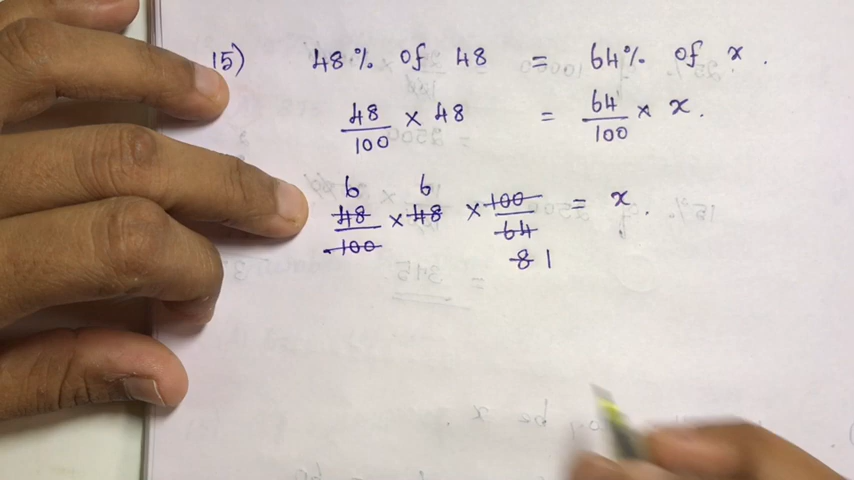 15) 48% of 48 = 64% of x.
48/100 × 48 = 64/100 × x.
6 6
48/100 × 48 × 100/64 = x.
8 1